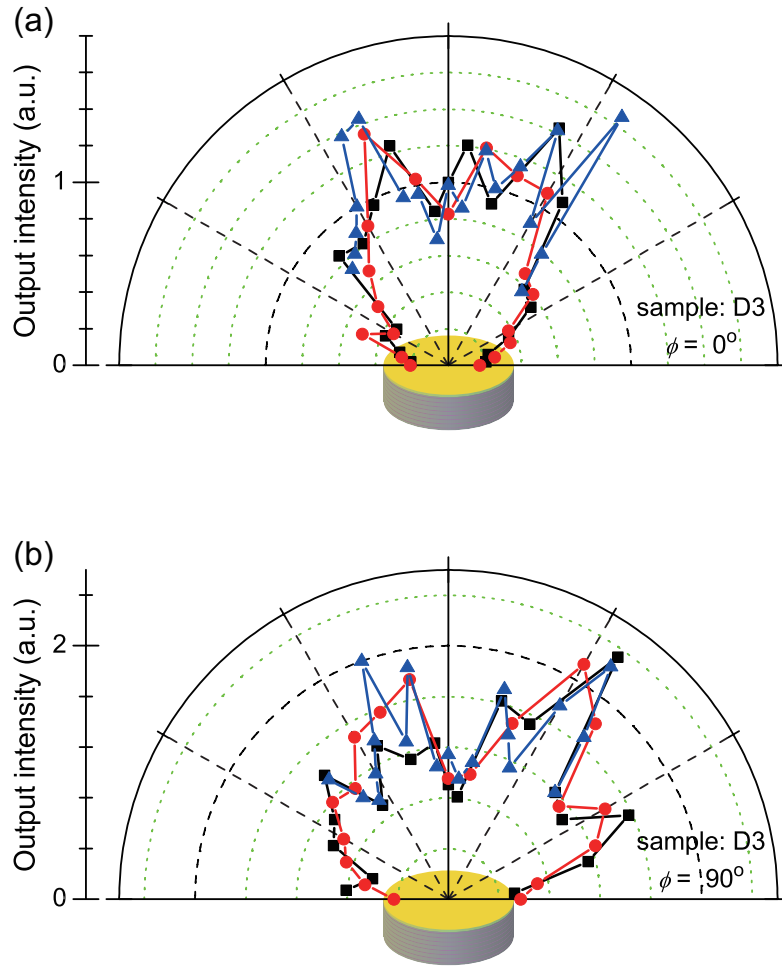 (a)
Output intensity (a.u.)
1
0
sample: D3
ϕ = 0°
(b)
Output intensity (a.u.)
2
0
sample: D3
ϕ = 90°